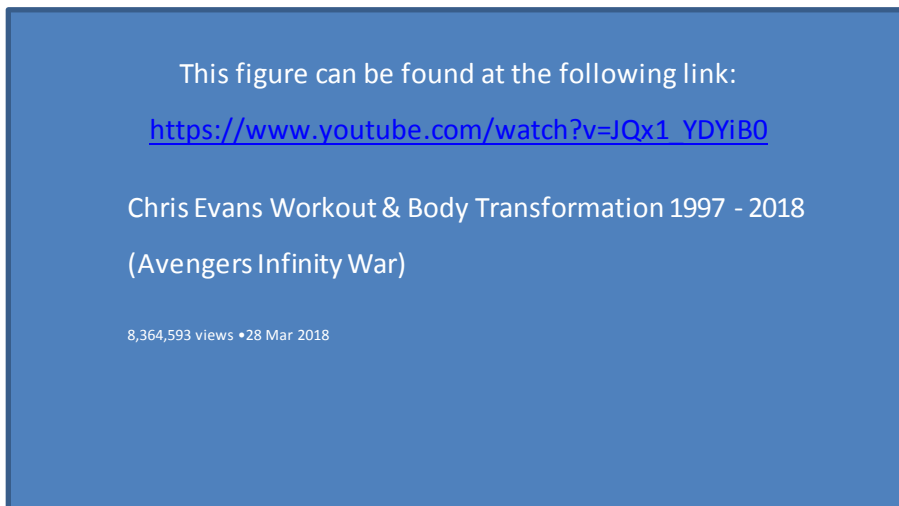 This figure can be found at the following link:
https://www.youtube.com/watch?v=JQx1_YDYiB0
Chris Evans Workout & Body Transformation 1997 - 2018
(Avengers Infinity War)
8,364,593 views •28 Mar 2018